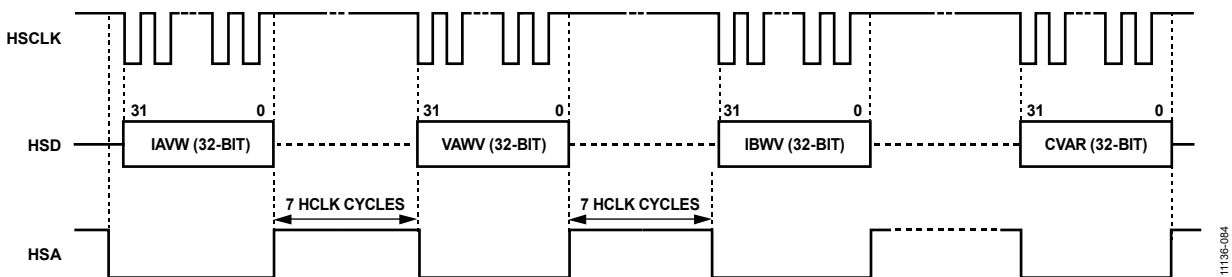 HSCLK
31 0 31 0 31 0 31 0
HSD IAVW (32-BIT) VAWV (32-BIT) IBWV (32-BIT) CVAR (32-BIT)
7 HCLK CYCLES 7 HCLK CYCLES
HSA
11136-084